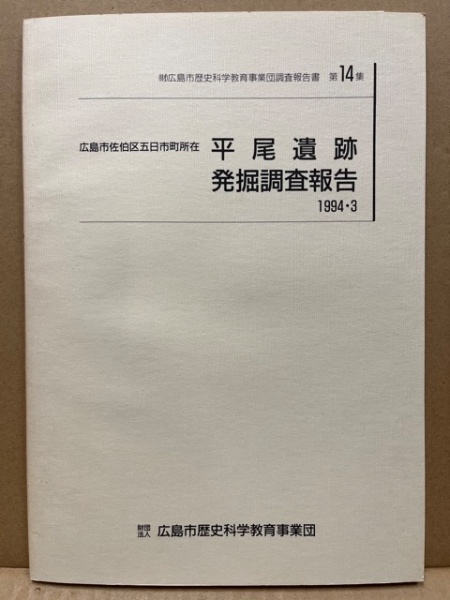 ㈶広島市歴史科学教育事業団調査報告書 第14集
広島市佐伯区五日市町所在 平尾遺跡
発掘調査報告
1994・3
財団法人 広島市歴史科学教育事業団